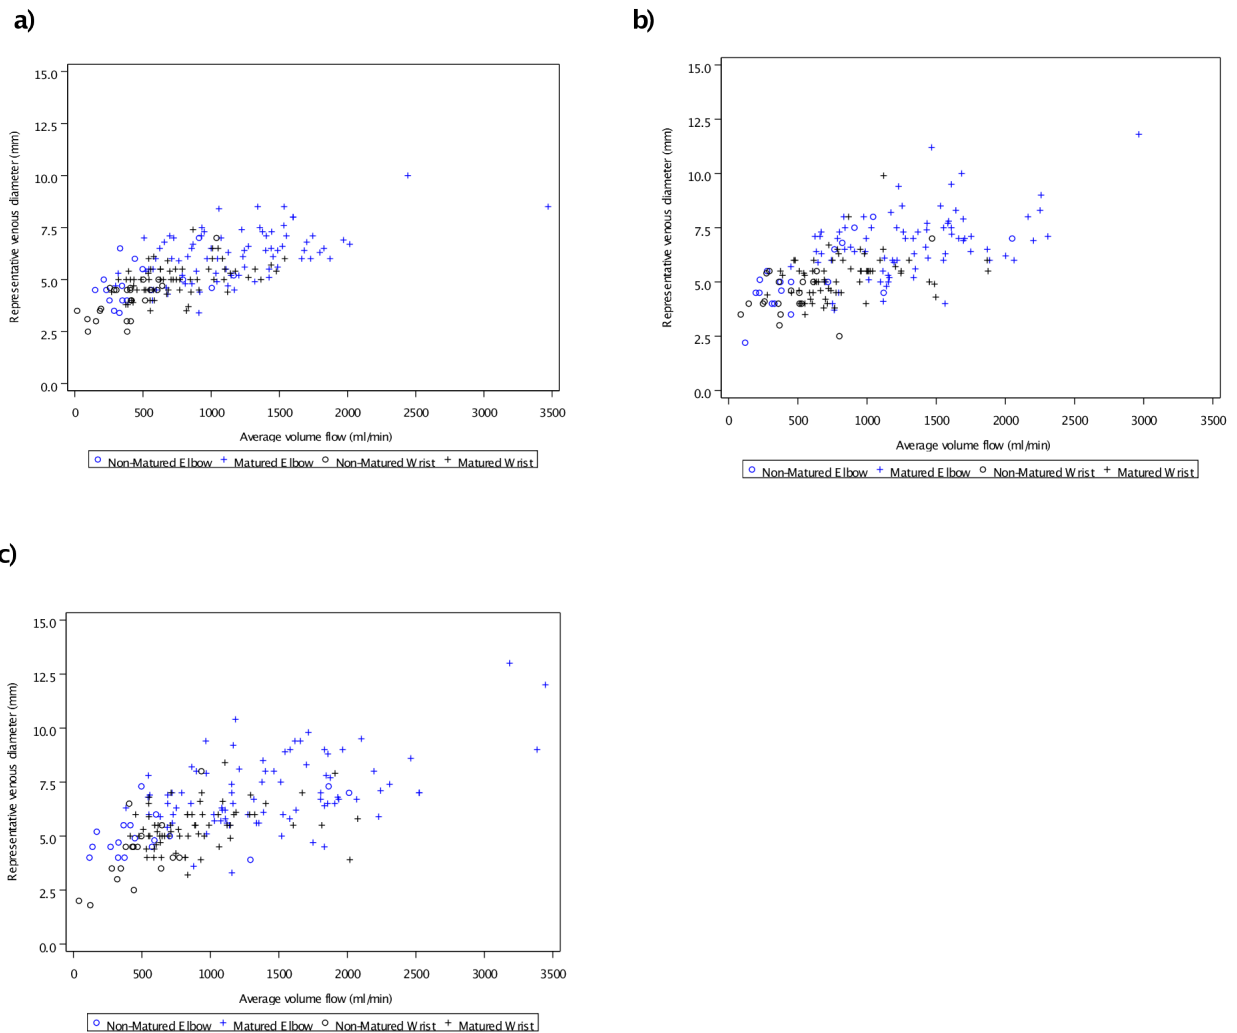 a)
15.0
12.5
10.0
7.5
5.0
2.5
0.0
Representative venous diameter (mm)
0 500 1000 1500 2000 2500 3000 3500
Average volume flow (ml/min)
Non-Matured Elbow Matured Elbow Non-Matured Wrist Matured Wrist
b)
15.0
12.5
10.0
7.5
5.0
2.5
0.0
Representative venous diameter (mm)
0 500 1000 1500 2000 2500 3000 3500
Average volume flow (ml/min)
Non-Matured Elbow Matured Elbow Non-Matured Wrist Matured Wrist
c)
15.0
12.5
10.0
7.5
5.0
2.5
0.0
Representative venous diameter (mm)
0 500 1000 1500 2000 2500 3000 3500
Average volume flow (ml/min)
Non-Matured Elbow Matured Elbow Non-Matured Wrist Matured Wrist